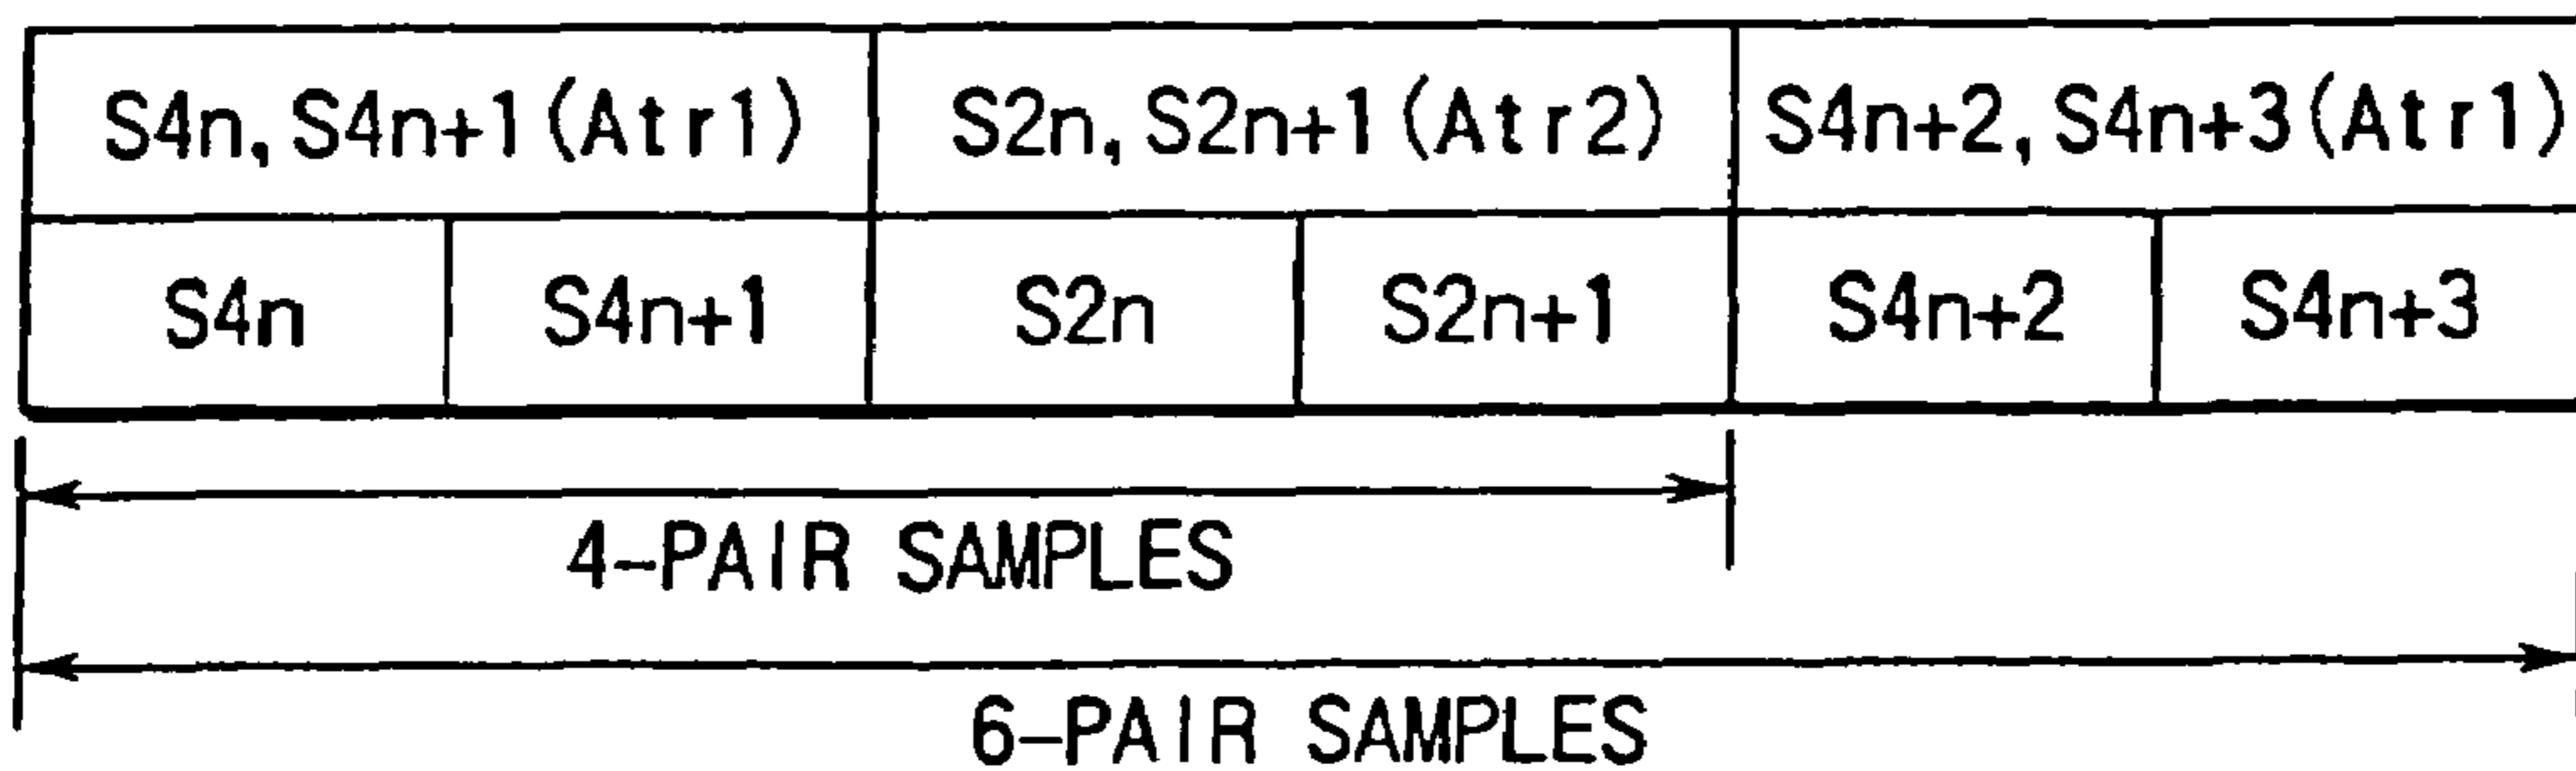 S4n, S4n+1(Atr1) S2n, S2n+1(Atr2) S4n+2, S4n+3(Atr1)
S4n S4n+1 S2n S2n+1 S4n+2 S4n+3
4-PAIR SAMPLES
6-PAIR SAMPLES